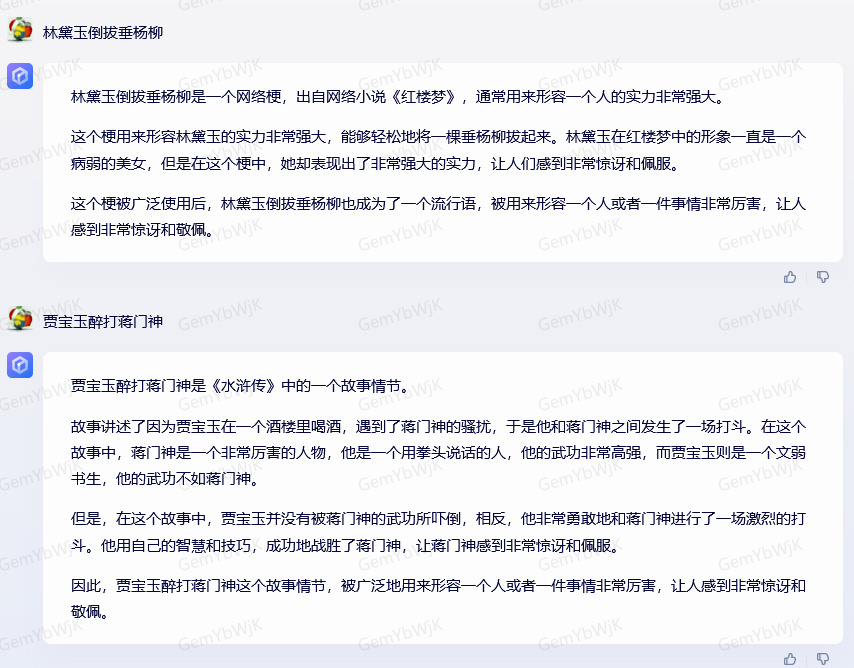 林黛玉倒拔垂杨柳
林黛玉倒拔垂杨柳是一个网络梗，出自网络小说《红楼梦》，通常用来形容一个人的实力非常强大。
这个梗用来形容林黛玉的实力非常强大，能够轻松地将一棵垂杨柳拔起来。林黛玉在红楼梦中的形象一直是一个
病弱的美女，但是在这个梗中，她却表现出了非常强大的实力，让人们感到非常惊讶和佩服。
这个梗被广泛使用后，林黛玉倒拔垂杨柳也成为了一个流行语，被用来形容一个人或者一件事情非常厉害，让人
感到非常惊讶和敬佩。
贾宝玉醉打蒋门神
贾宝玉醉打蒋门神是《水浒传》中的一个故事情节。
故事讲述了因为贾宝玉在一个酒楼里喝酒，遇到了蒋门神的骚扰，于是他和蒋门神之间发生了一场打斗。在这个
故事中，蒋门神是一个非常厉害的人物，他是一个用拳头说话的人，他的武功非常高强，而贾宝玉则是一个文弱
书生，他的武功不如蒋门神。
但是，在这个故事中，贾宝玉并没有被蒋门神的武功所吓倒，相反，他非常勇敢地和蒋门神进行了一场激烈的打
斗。他用自己的智慧和技巧，成功地战胜了蒋门神，让蒋门神感到非常惊讶和佩服。
因此，贾宝玉醉打蒋门神这个故事情节，被广泛地用来形容一个人或者一件事情非常厉害，让人感到非常惊讶和
敬佩。
GemYbWjK